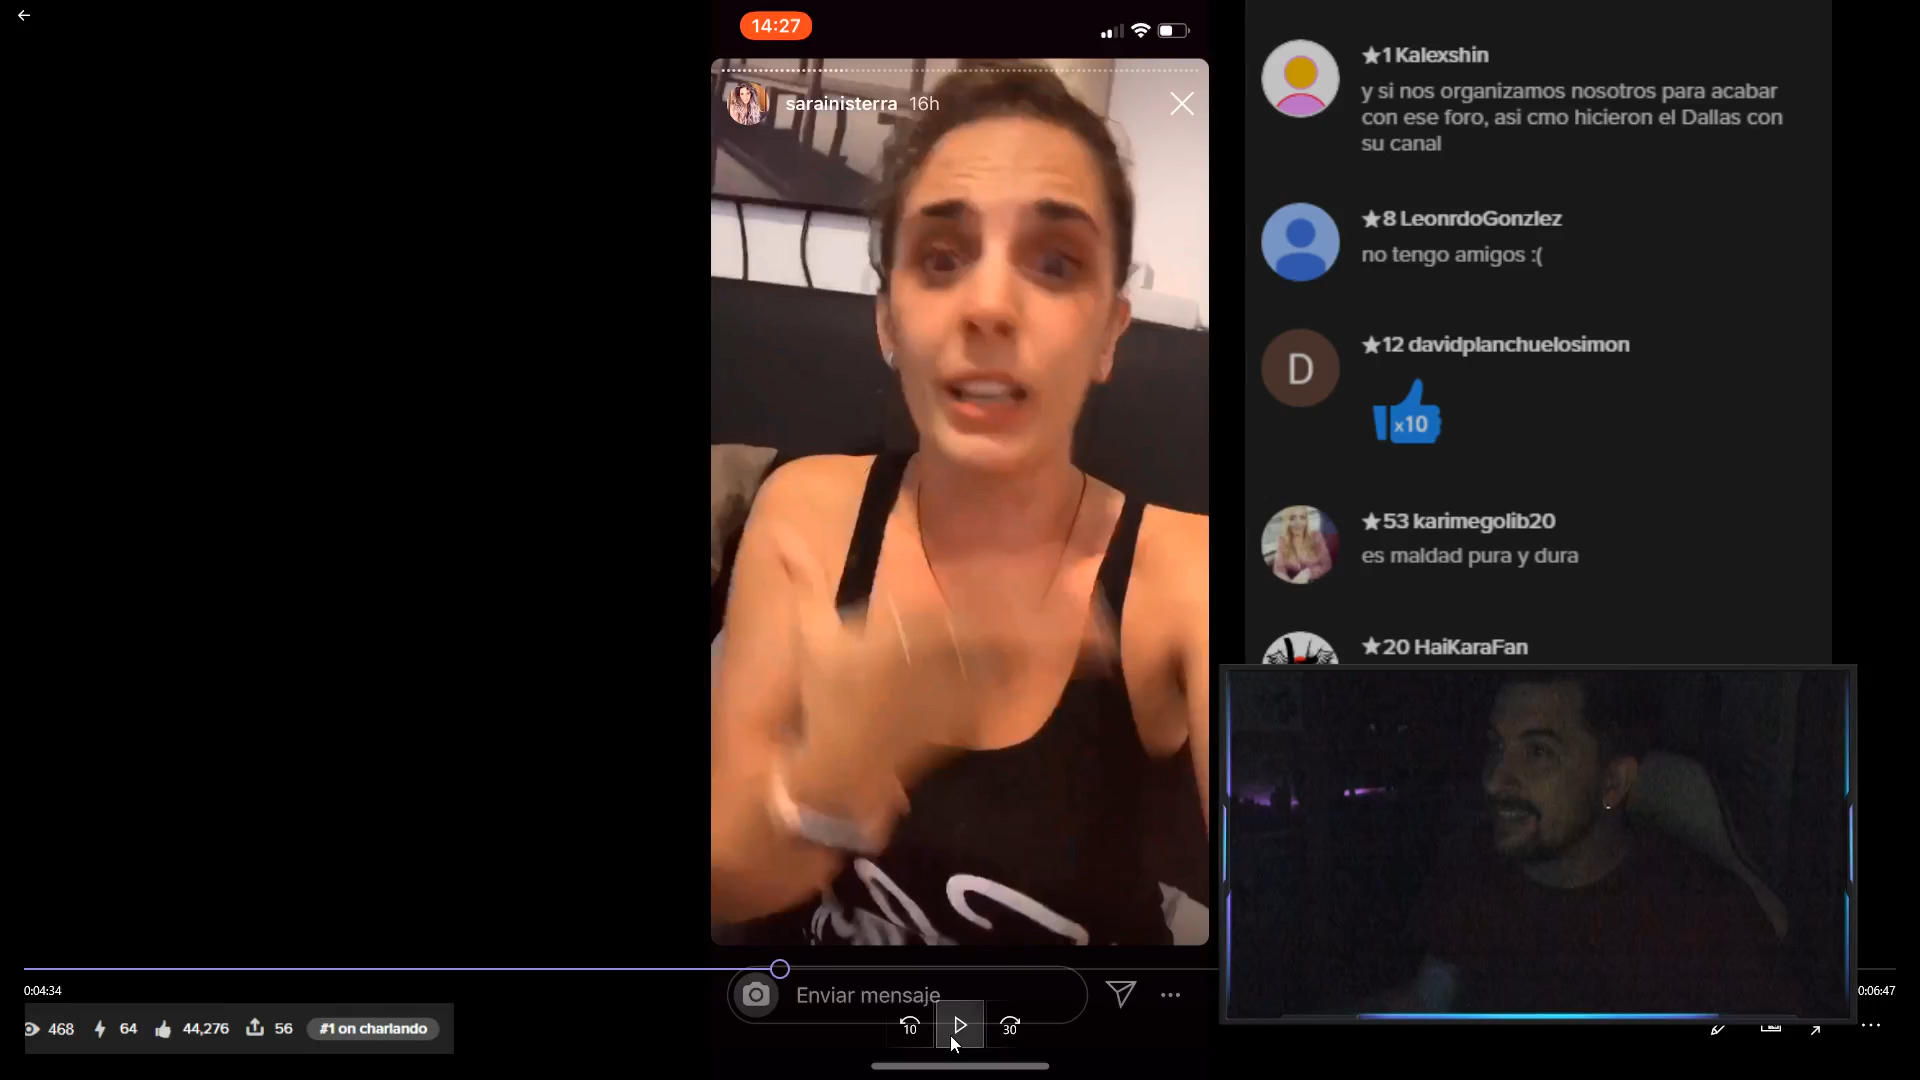 14:27
sarainisterra 16h
★1 Kalexshin
y si nos organizamos nosotros para acabar
con ese foro, asi cmo hicieron el Dallas con
su canal
★8 LeonrdoGonzlez
no tengo amigos :(
★12 davidplanchuelosimon
D
x10
★53 karimegolib20
es maldad pura y dura
★20 HaiKaraFan
0:04:34
0:06:47
Enviar mensaje
468 64 44,276 56 #1 on charlando
10
30